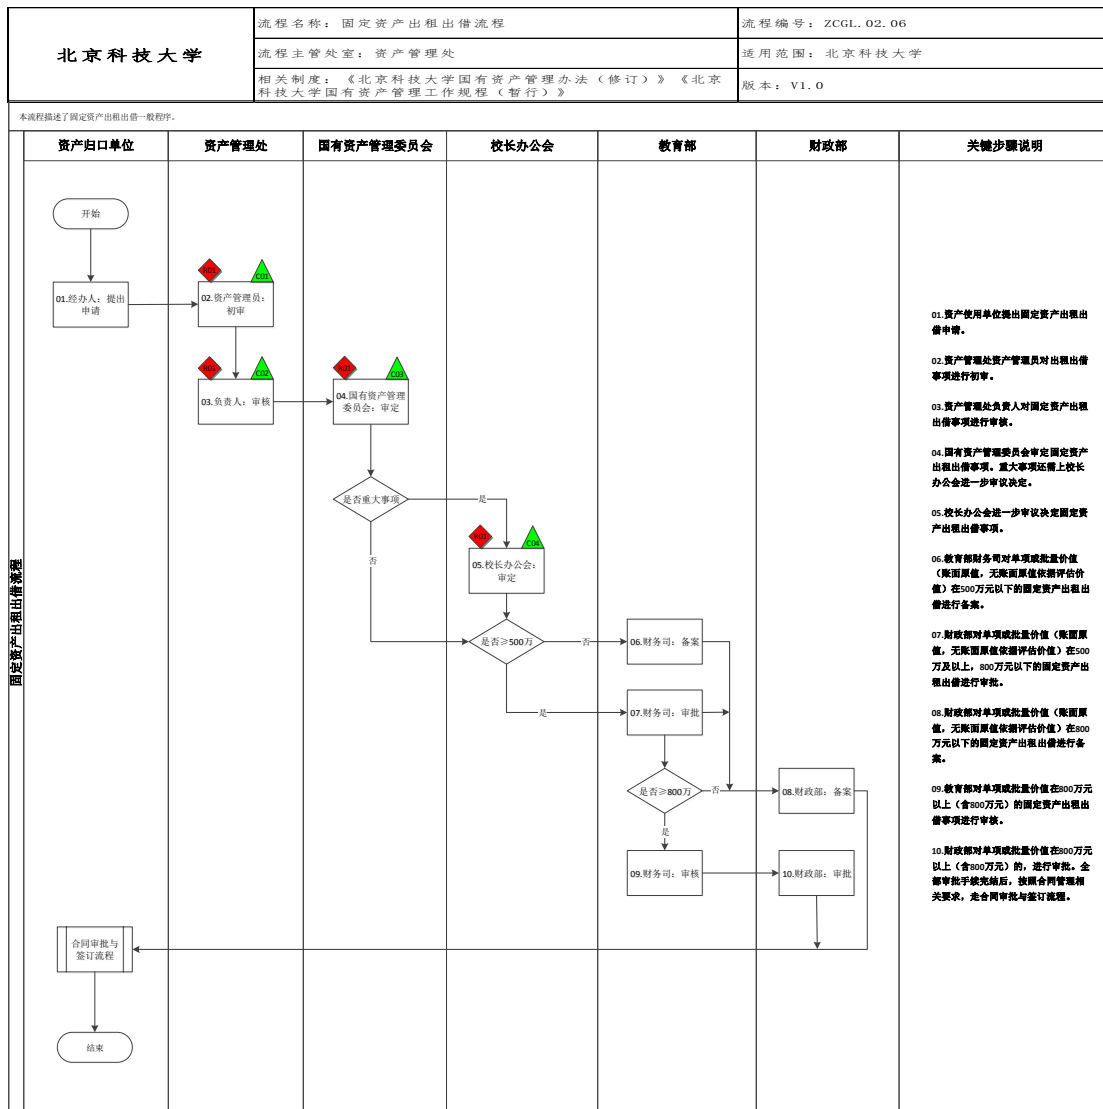 北京科技大学
流程名称：固定资产出租出借流程
流程编号：ZCGL.02.06
流程主管处室：资产管理处
适用范围：北京科技大学
相关制度：《北京科技大学国有资产管理办法（修订）》《北京
科技大学国有资产管理工作规程（暂行）》
版本：V1.0
本流程描述了固定资产出租出借一般程序。
资产归口单位
资产管理处
国有资产管理委员会
校长办公会
教育部
财政部
关键步骤说明
固定资产出租出借流程
开始
01.经办人：提出
申请
R01
C01
02.资产管理员：
初审
R01
C02
03.负责人：审核
R01
C03
04.国有资产管理
委员会：审定
是否重大事项
是
否
R01
C04
05.校长办公会：
审定
是否≥500万
否
是
06.财务司：备案
07.财务司：审批
是否≥800万
否
是
08.财政部：备案
09.财务司：审核
10.财政部：审批
合同审批与
签订流程
结束
01.资产使用单位提出固定资产出租出
借申请。
02.资产管理处资产管理员对出租出借
事项进行初审。
03.资产管理处负责人对固定资产出租
出借事项进行审核。
04.国有资产管理委员会审定固定资产
出租出借事项。重大事项还需上校长
办公会进一步审议决定。
05.校长办公会进一步审议决定固定资
产出租出借事项。
06.教育部财务司对单项或批量价值
（账面原值，无账面原值依据评估价
值）在500万元以下的固定资产出租出
借进行备案。
07.财政部对单项或批量价值（账面原
值，无账面原值依据评估价值）在500
万及以上，800万元以下的固定资产出
租出借进行审批。
08.财政部对单项或批量价值（账面原
值，无账面原值依据评估价值）在800
万元以下的固定资产出租出借进行备
案。
09.教育部对单项或批量价值在800万元
以上（含800万元）的固定资产出租出
借事项进行审核。
10.财政部对单项或批量价值在800万元
以上（含800万元）的，进行审批。全
部审批手续完结后，按照合同管理相
关要求，走合同审批与签订流程。